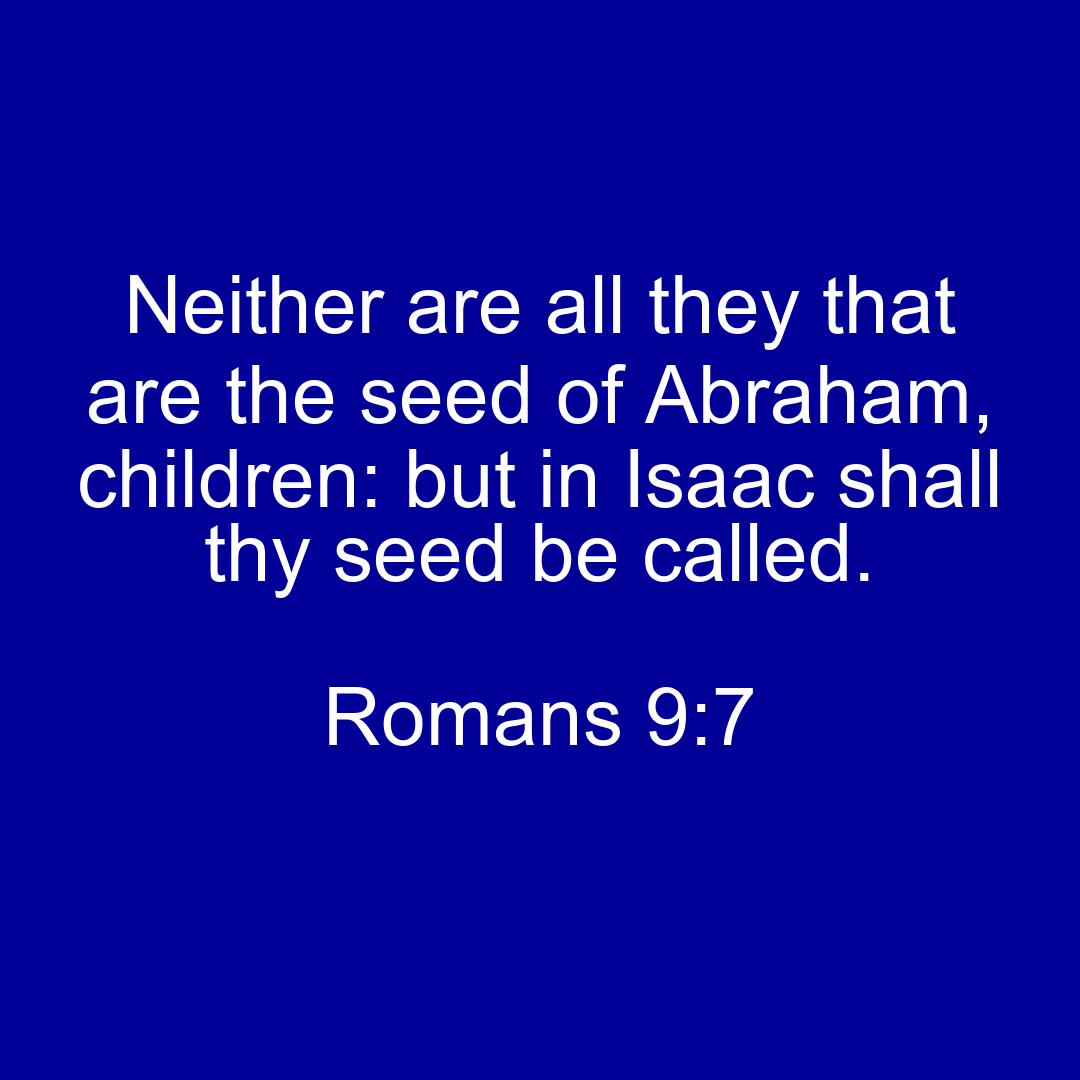 Neither are all they that
are the seed of Abraham,
children: but in Isaac shall
thy seed be called.
Romans 9:7